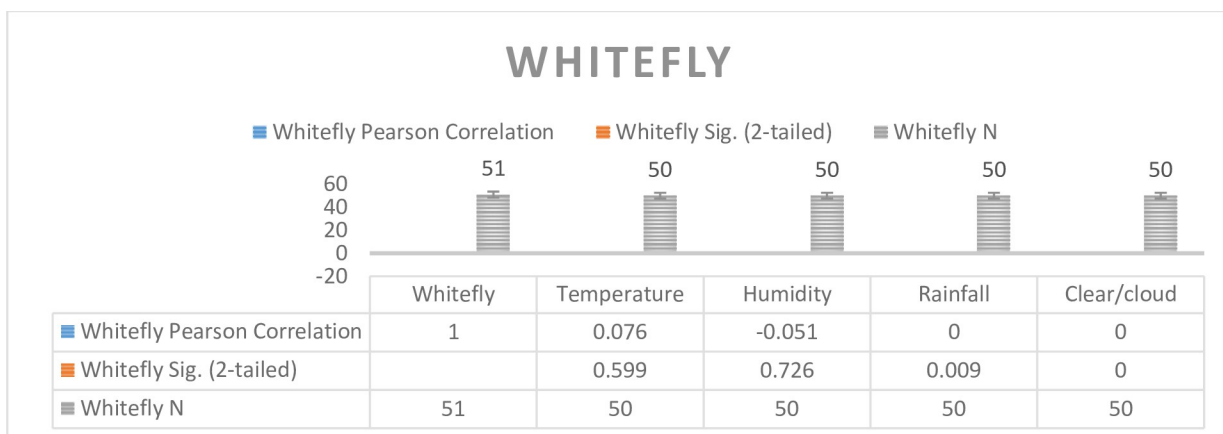 WHITEFLY
Whitefly Pearson Correlation Whitefly Sig. (2-tailed) Whitefly N
51 50 50 50 50
60
40
20
0
-20
Whitefly Temperature Humidity Rainfall Clear/cloud
Whitefly Pearson Correlation 1 0.076 -0.051 0 0
Whitefly Sig. (2-tailed) 0.599 0.726 0.009 0
Whitefly N 51 50 50 50 50